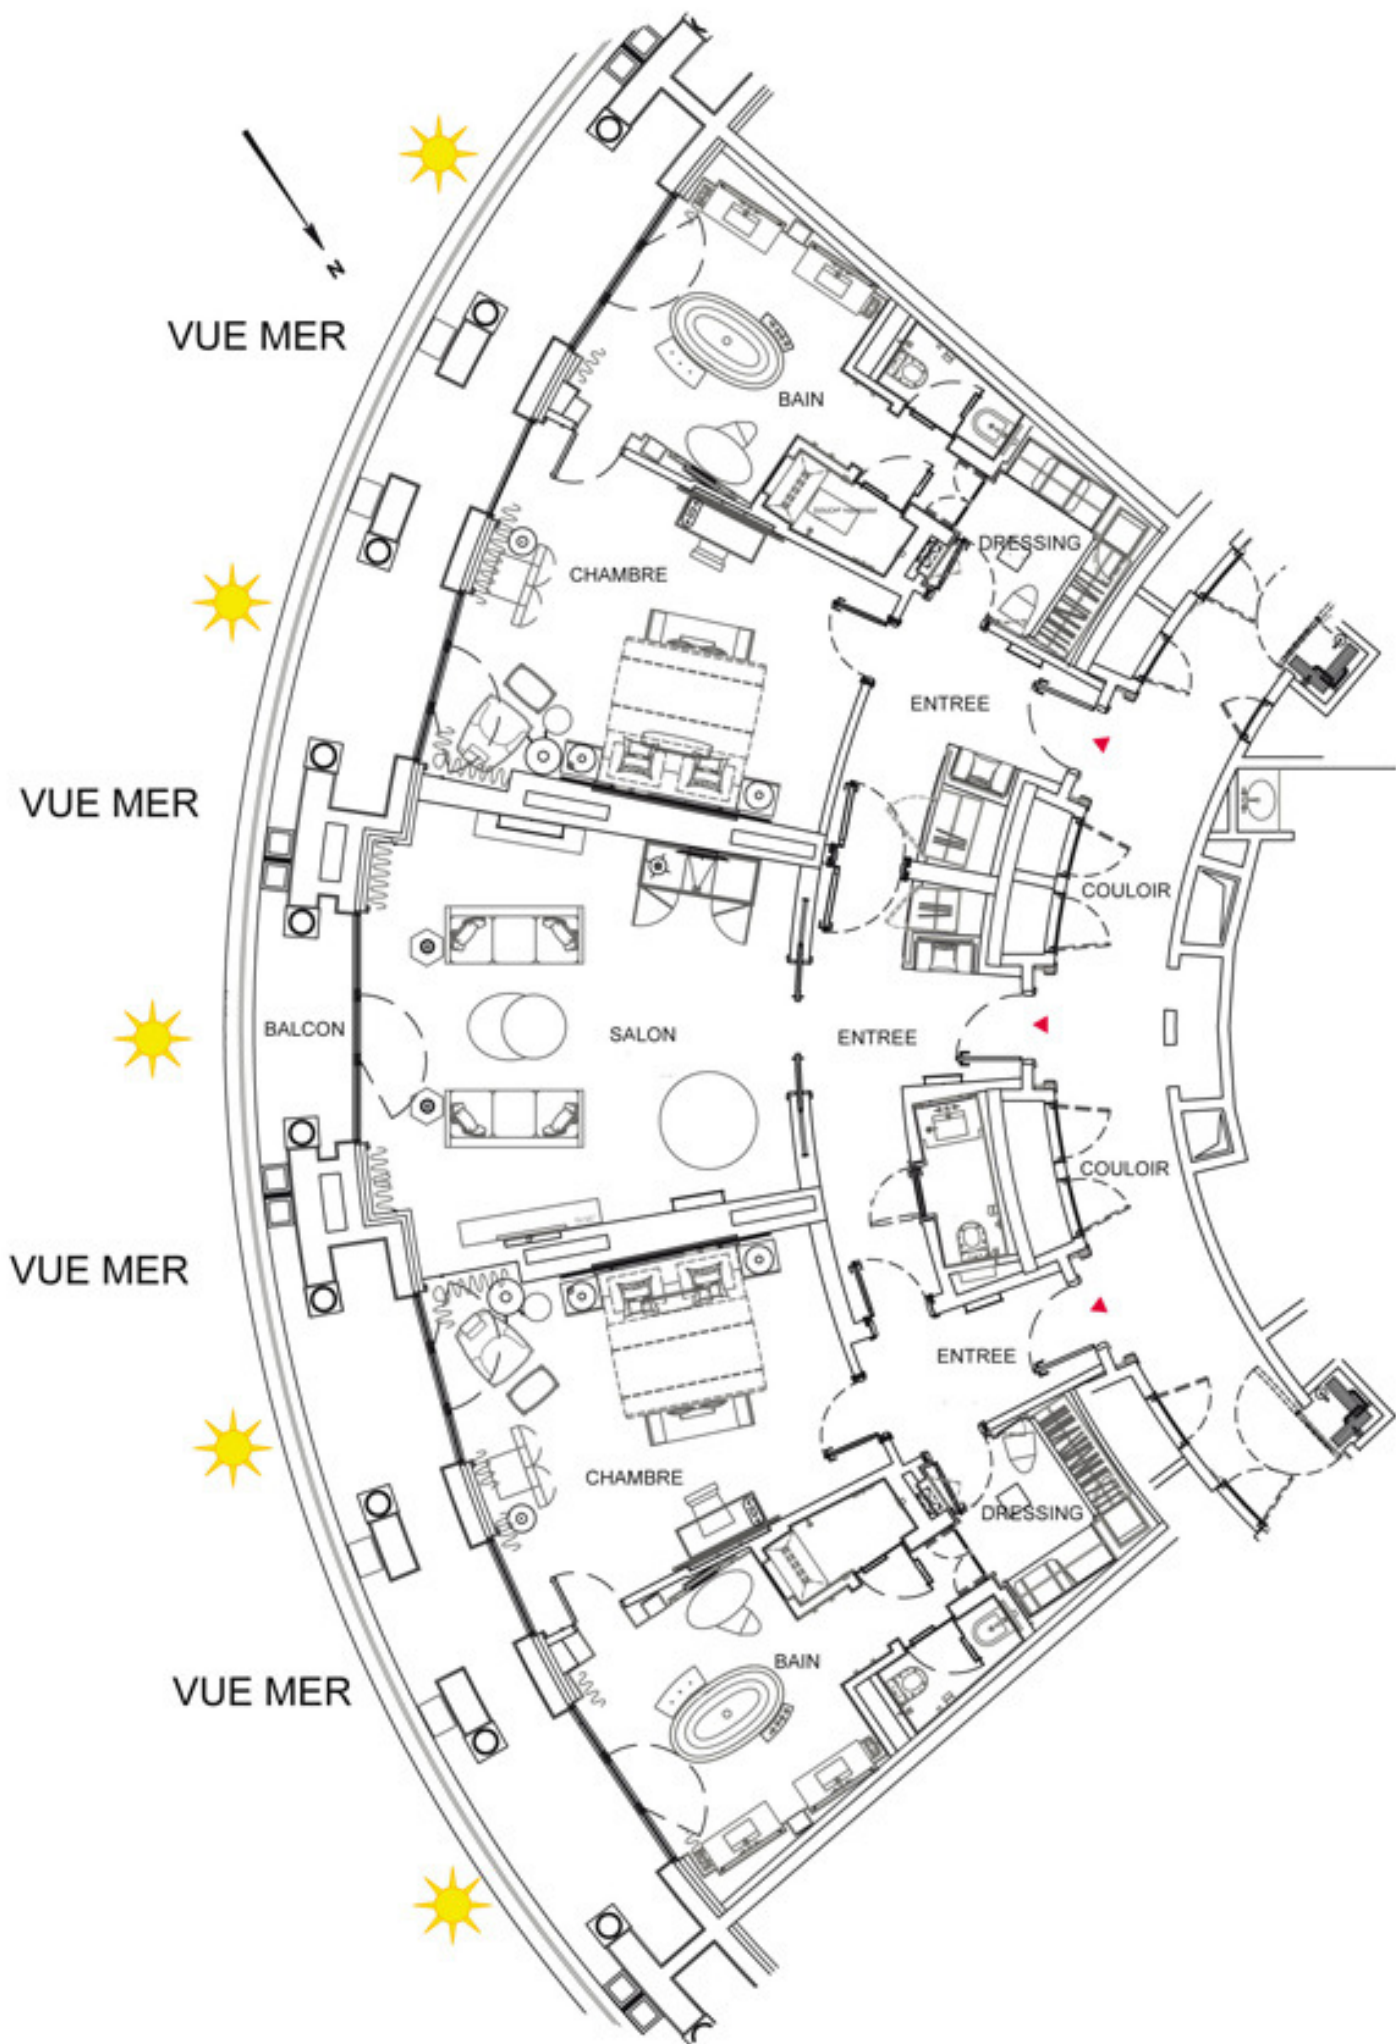 N
VUE MER
BAIN
DRESSING
CHAMBRE
ENTREE
VUE MER
COULOIR
BALCON
SALON
ENTREE
COULOIR
VUE MER
ENTREE
CHAMBRE
DRESSING
BAIN
VUE MER